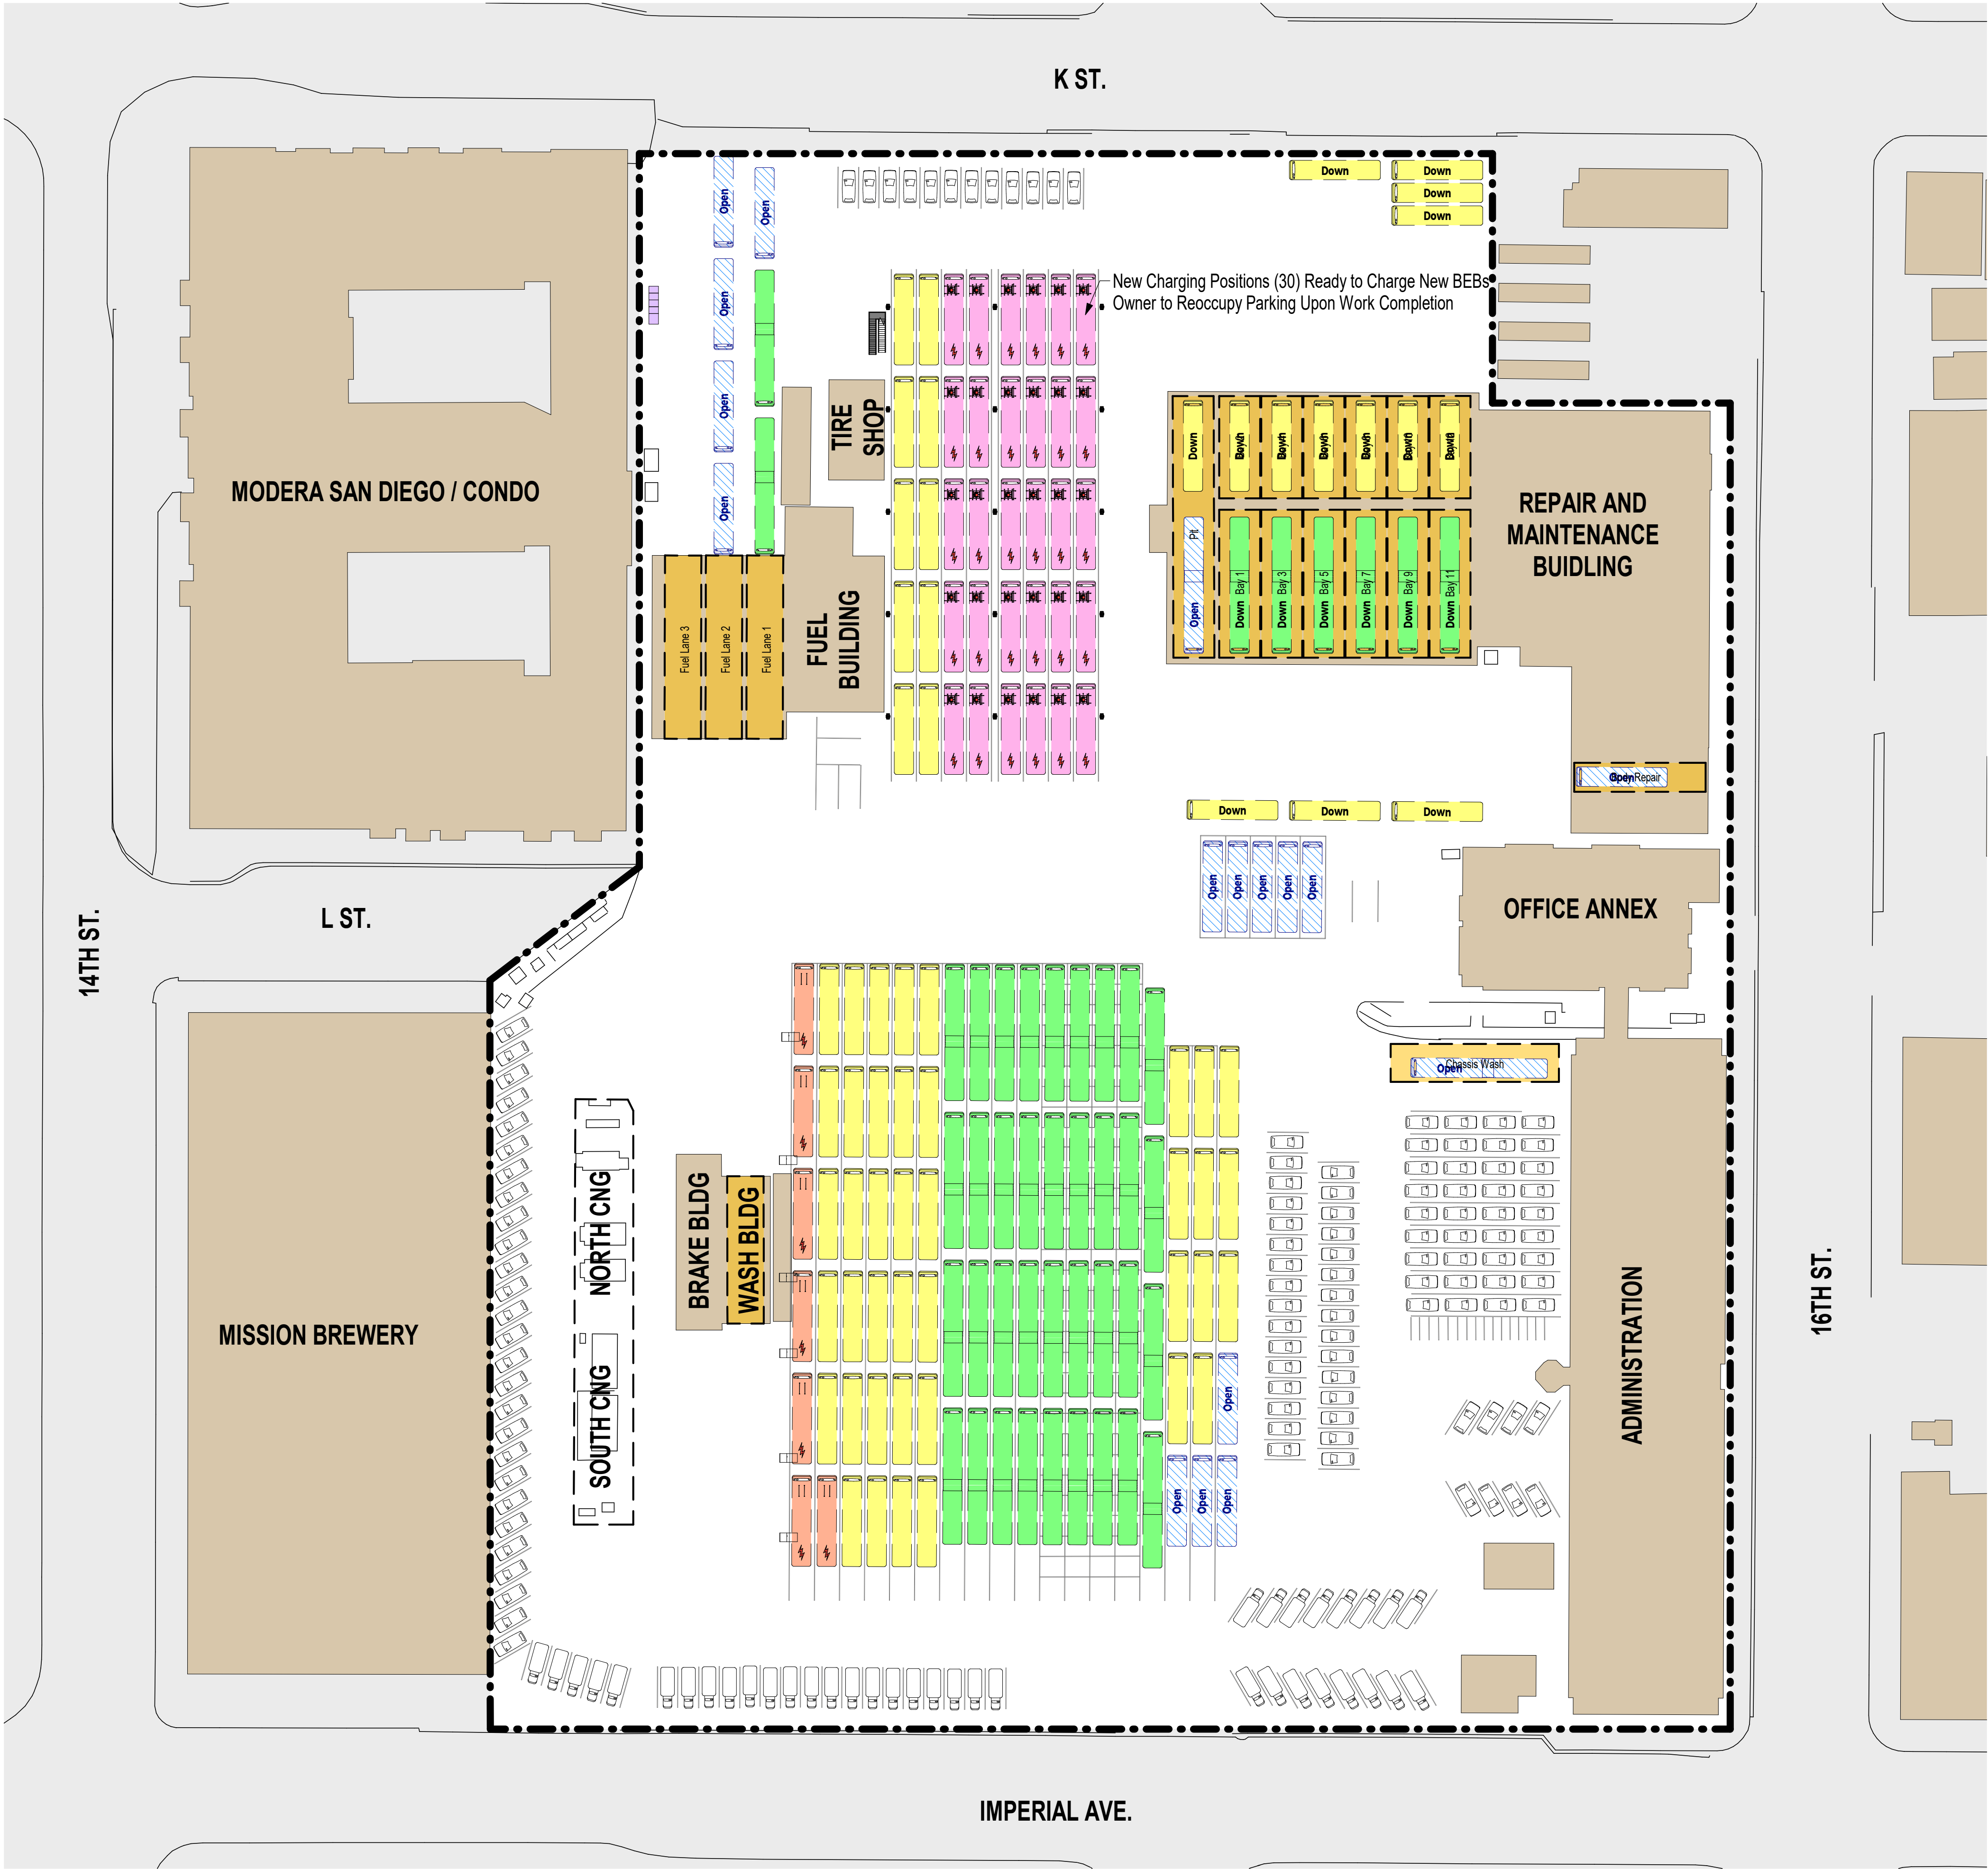 K ST.
Down
Down
Down
Down
Open
Open
Open
Open
Open
New Charging Positions (30) Ready to Charge New BEBs
Owner to Reoccupy Parking Upon Work Completion
TIRE
SHOP
MODERA SAN DIEGO / CONDO
Down
REPAIR AND
MAINTENANCE
BUIDLING
Pit
Open
Down Bay 1
Down Bay 3
Down Bay 5
Down Bay 7
Down Bay 9
Down Bay 11
FUEL
BUILDING
Fuel Lane 3
Fuel Lane 2
Fuel Lane 1
Open
Repair
Down
Down
Down
Open
Open
Open
Open
Open
OFFICE ANNEX
L ST.
14TH ST.
Chassis Wash
Open
NORTH CNG
SOUTH CNG
BRAKE BLDG
WASH BLDG
MISSION BREWERY
ADMINISTRATION
16TH ST.
Open
Open
Open
Open
IMPERIAL AVE.